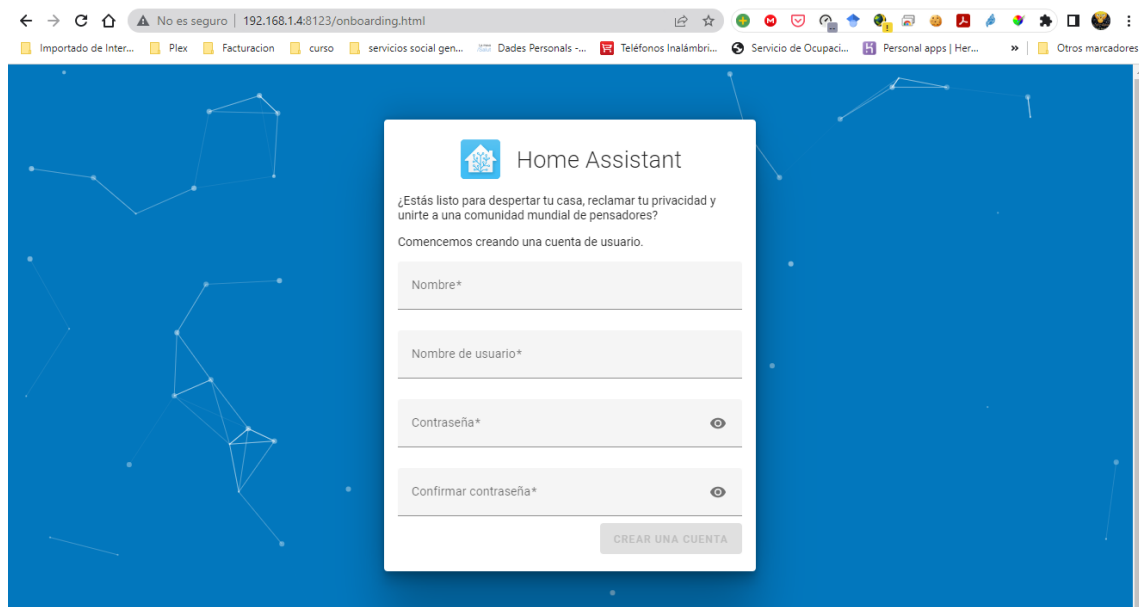 No es seguro | 192.168.1.4:8123/onboarding.html
Importado de Inter... Plex Facturacion curso servicios social gen... Dades Personals -... Teléfonos Inalámbri... Servicio de Ocupaci... Personal apps | Her... » Otros marcadores
Home Assistant
¿Estás listo para despertar tu casa, reclamar tu privacidad y
unirte a una comunidad mundial de pensadores?
Comencemos creando una cuenta de usuario.
Nombre*
Nombre de usuario*
Contraseña*
Confirmar contraseña*
CREAR UNA CUENTA